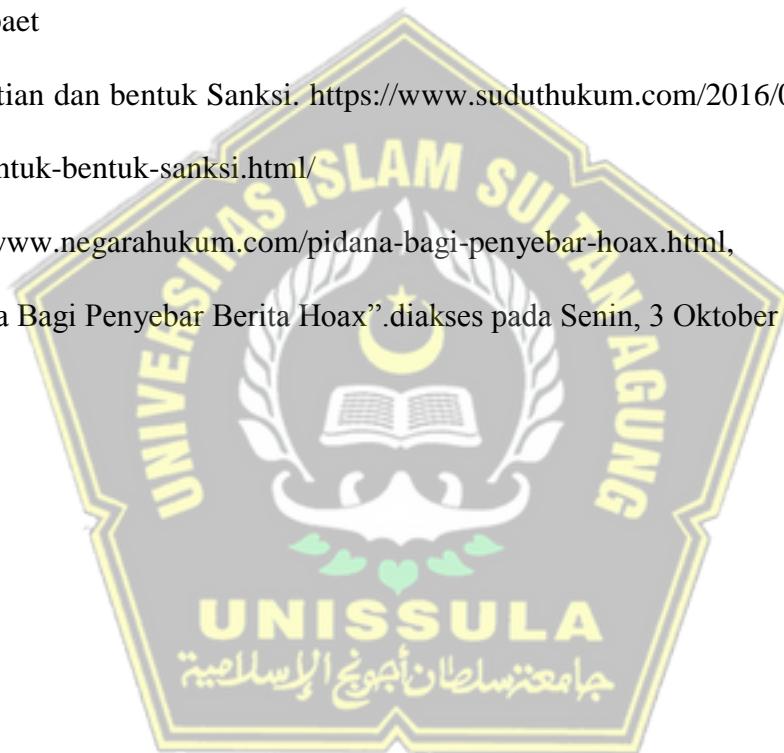 baet
tian dan bentuk Sanksi. https://www.suduthukum.com/2016/0
ntuk-bentuk-sanksi.html/
www.negarahukum.com/pidana-bagi-penyebar-hoax.html,
a Bagi Penyebar Berita Hoax”.diakses pada Senin, 3 Oktober
UNIVERSITAS ISLAM SULTAN AGUNG
UNISSULA
جامعتسلطان أجونج الإسلامية